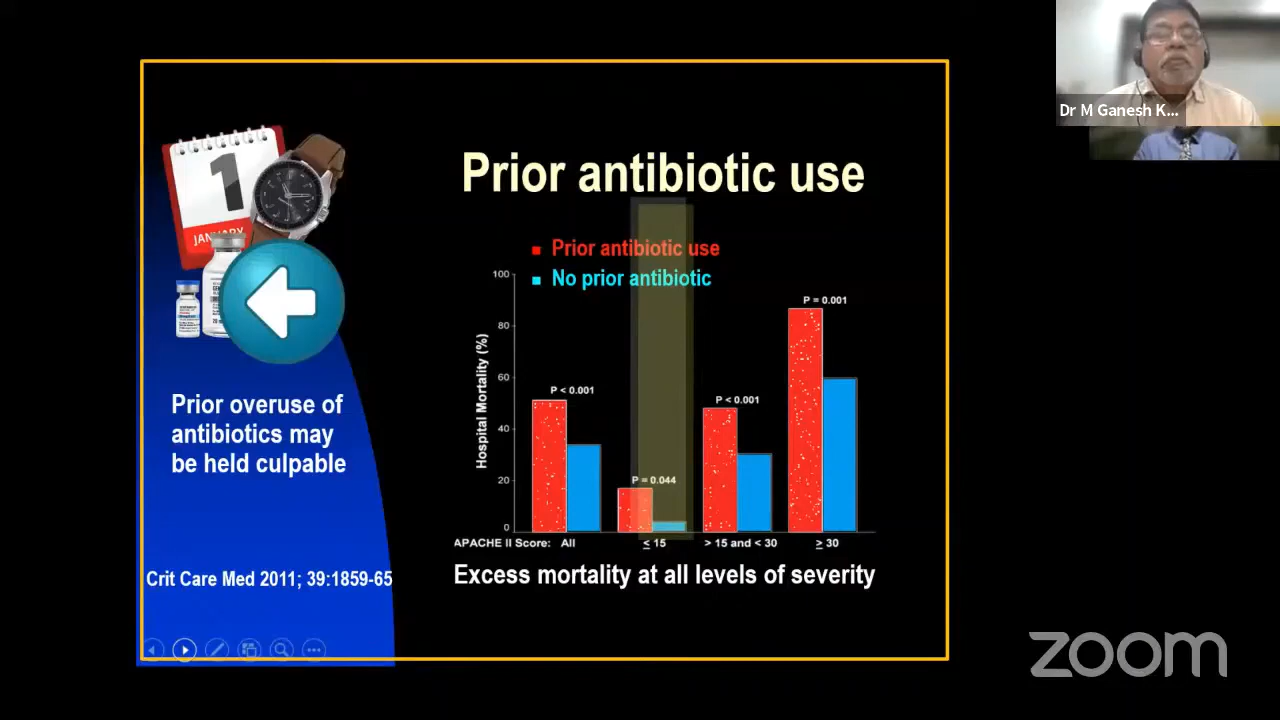 Dr M Ganesh K...
Prior antibiotic use
Prior antibiotic use
No prior antibiotic
1
JANUARY
Prior overuse of
antibiotics may
be held culpable
Crit Care Med 2011; 39:1859-65
Hospital Mortality (%)
100
80
60
40
20
0
P < 0.001
P = 0.044
P < 0.001
P = 0.001
APACHE II Score: All ≤ 15 > 15 and < 30 ≥ 30
Excess mortality at all levels of severity
zoom